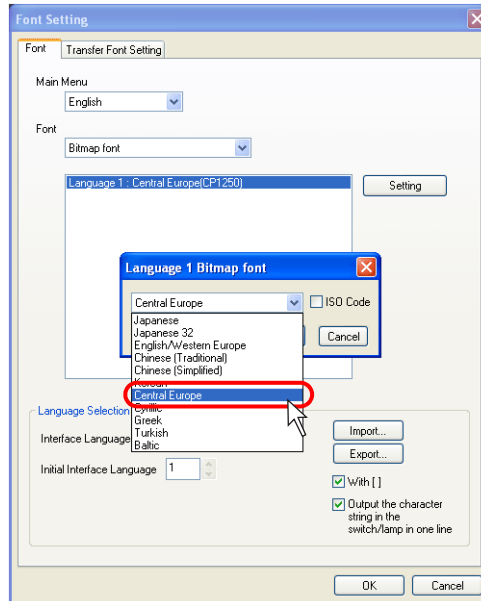 Font Setting
Font
Transfer Font Setting
Main Menu
English
Font
Bitmap font
Language 1 : Central Europe(CP1250)
Setting
Language 1 Bitmap font
Central Europe
ISO Code
Cancel
Japanese
Japanese 32
English/Western Europe
Chinese (Traditional)
Chinese (Simplified)
Korean
Central Europe
Cyrillic
Greek
Turkish
Baltic
Language Selection
Interface Language
Initial Interface Language
1
Import...
Export...
With [ ]
Output the character
string in the
switch/lamp in one line
OK
Cancel